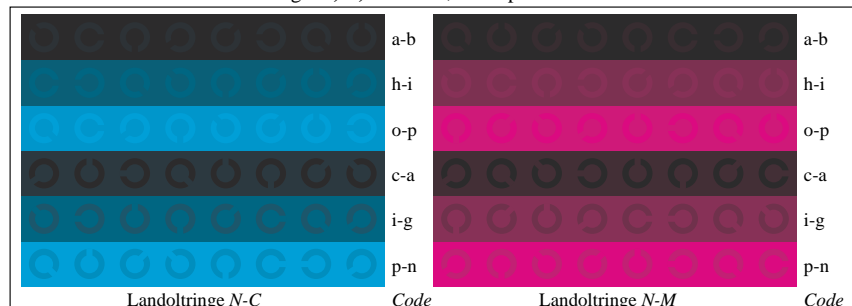 a-b a-b
h-i h-i
o-p o-p
c-a c-a
i-g i-g
p-n p-n
Landoltringe N-C Code Landoltringe N-M Code